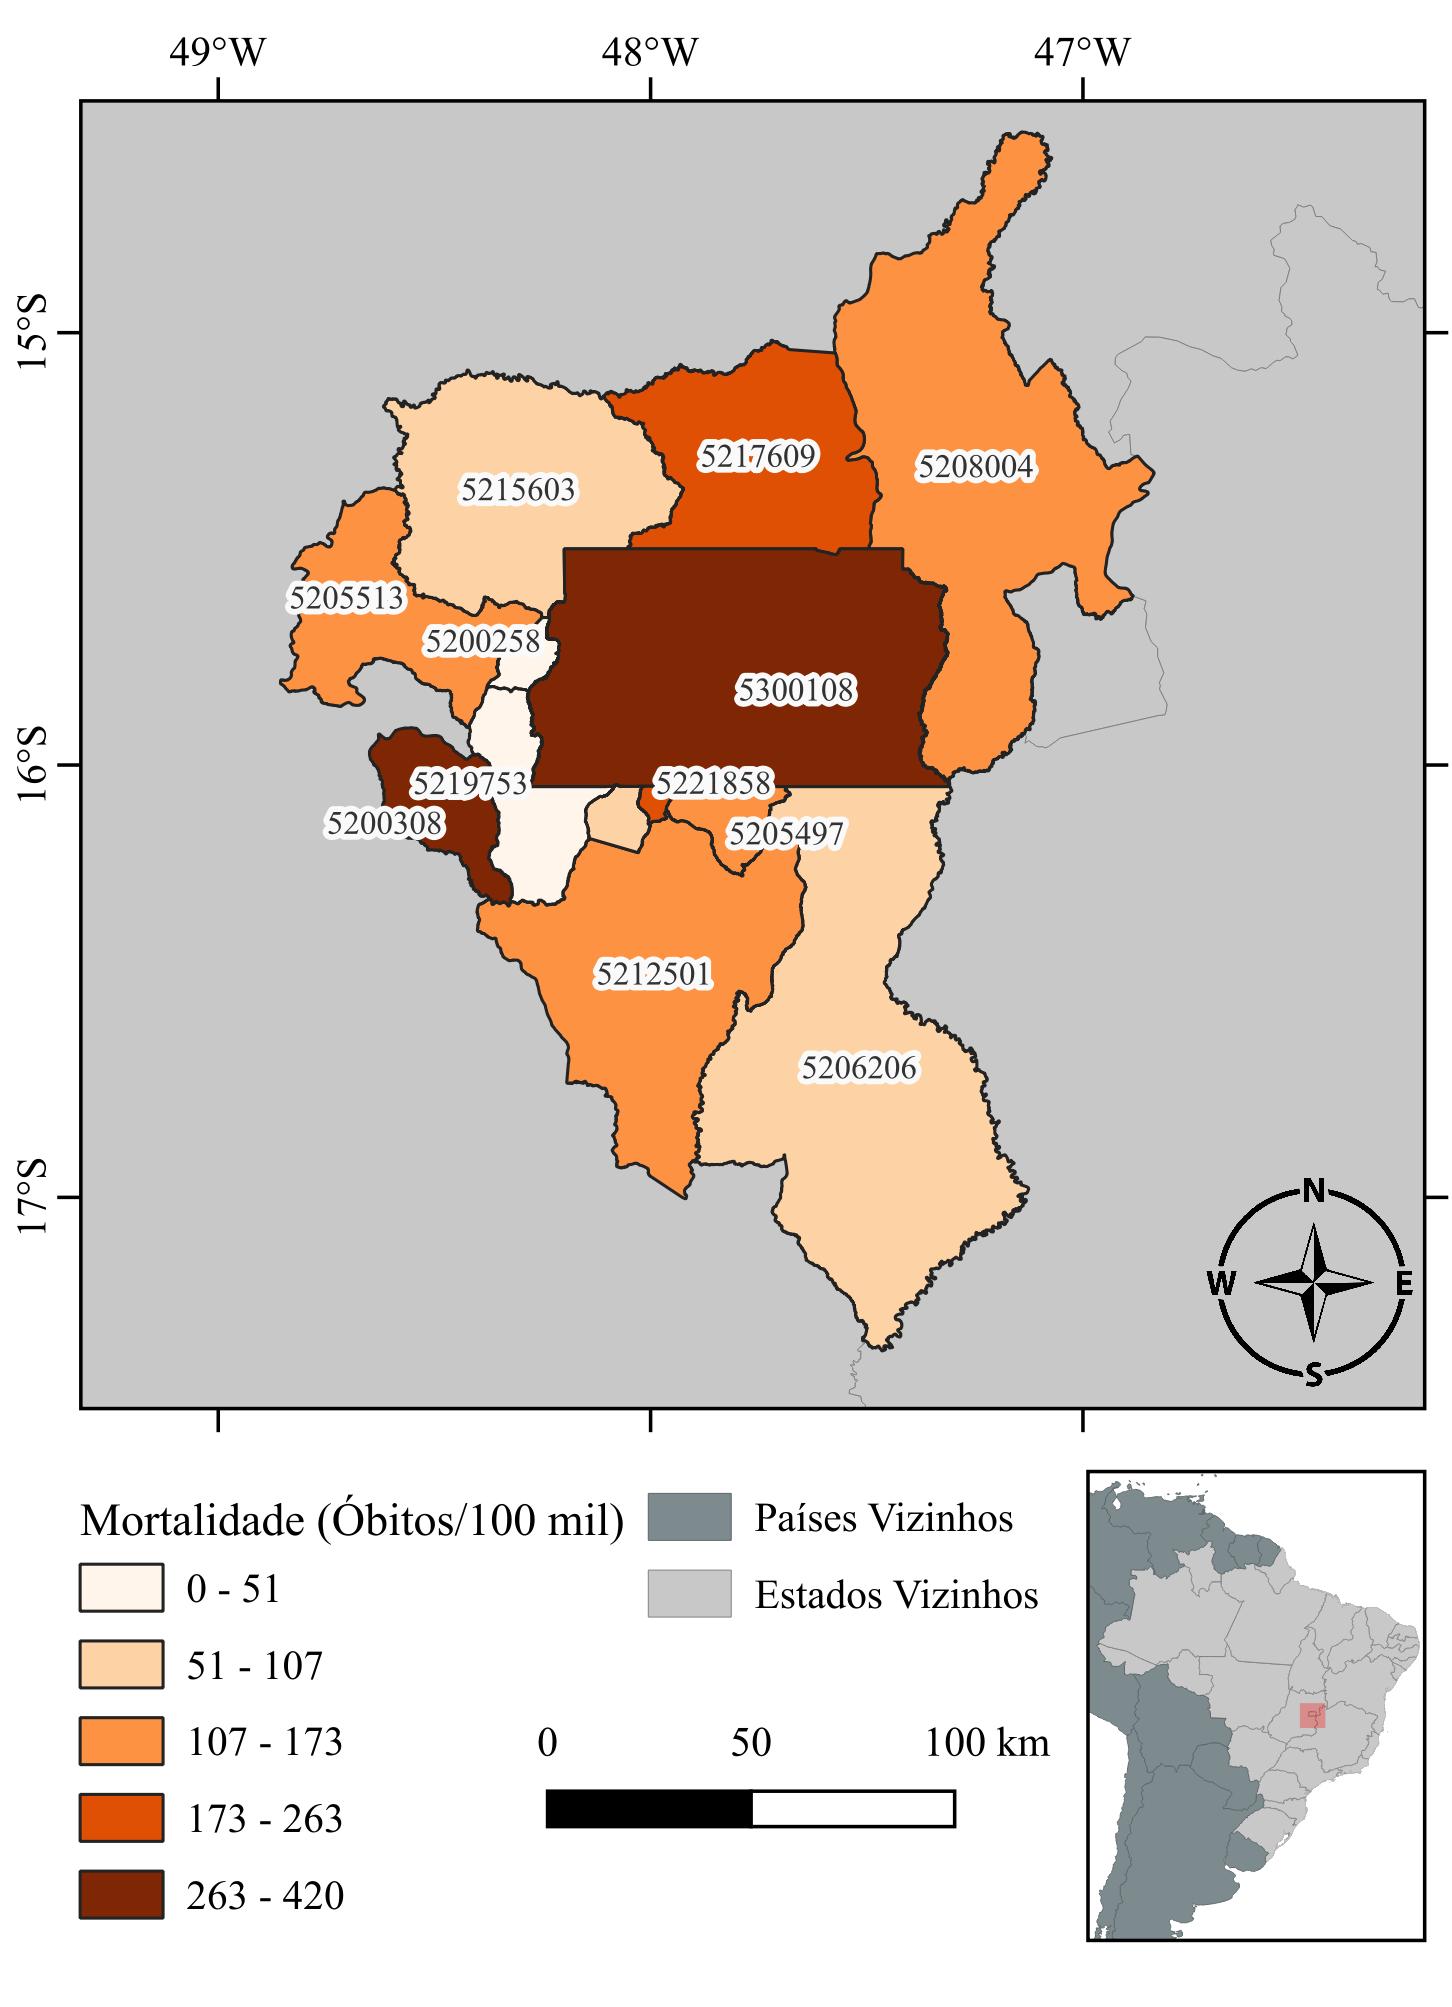 49°W 48°W 47°W
15°S
16°S
17°S
5217609
5208004
5215603
5205513
5200258
5300108
5219753
5221858
5200308
5205497
5212501
5206206
N
W E
S
Mortalidade (Óbitos/100 mil)
0 - 51
51 - 107
107 - 173
173 - 263
263 - 420
Países Vizinhos
Estados Vizinhos
0 50 100 km